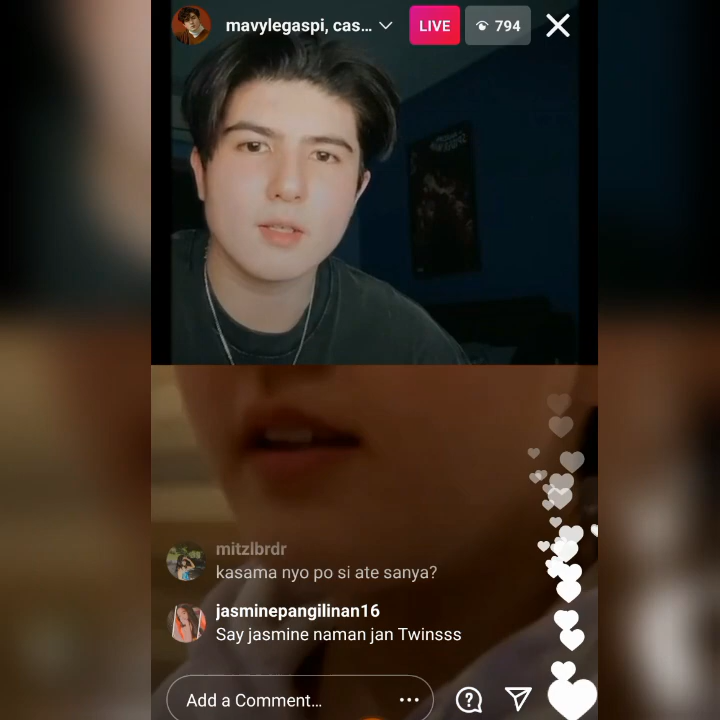 mavylegaspi, cas...
LIVE
794
mitzlbrdr
kasama nyo po si ate sanya?
jasminepangilinan16
Say jasmine naman jan Twinsss
Add a Comment...